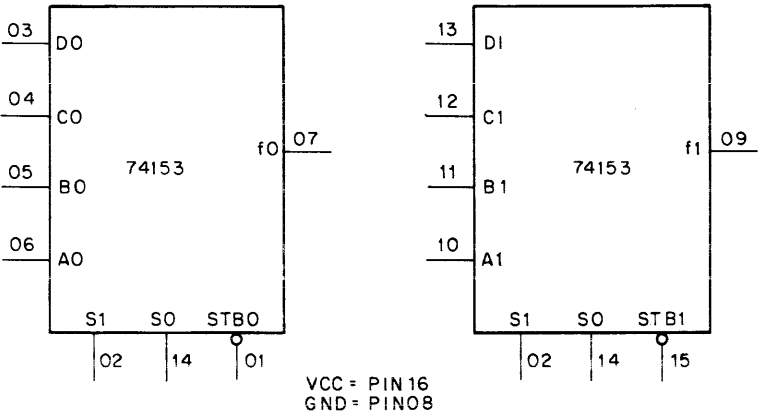 03
D0
04
C0
05
B0
06
A0
74153
f0
07
S1
S0
STB0
02
14
01
13
D1
12
C1
11
B1
10
A1
74153
f1
09
S1
S0
STB1
02
14
15
VCC = PIN 16
GND = PIN08